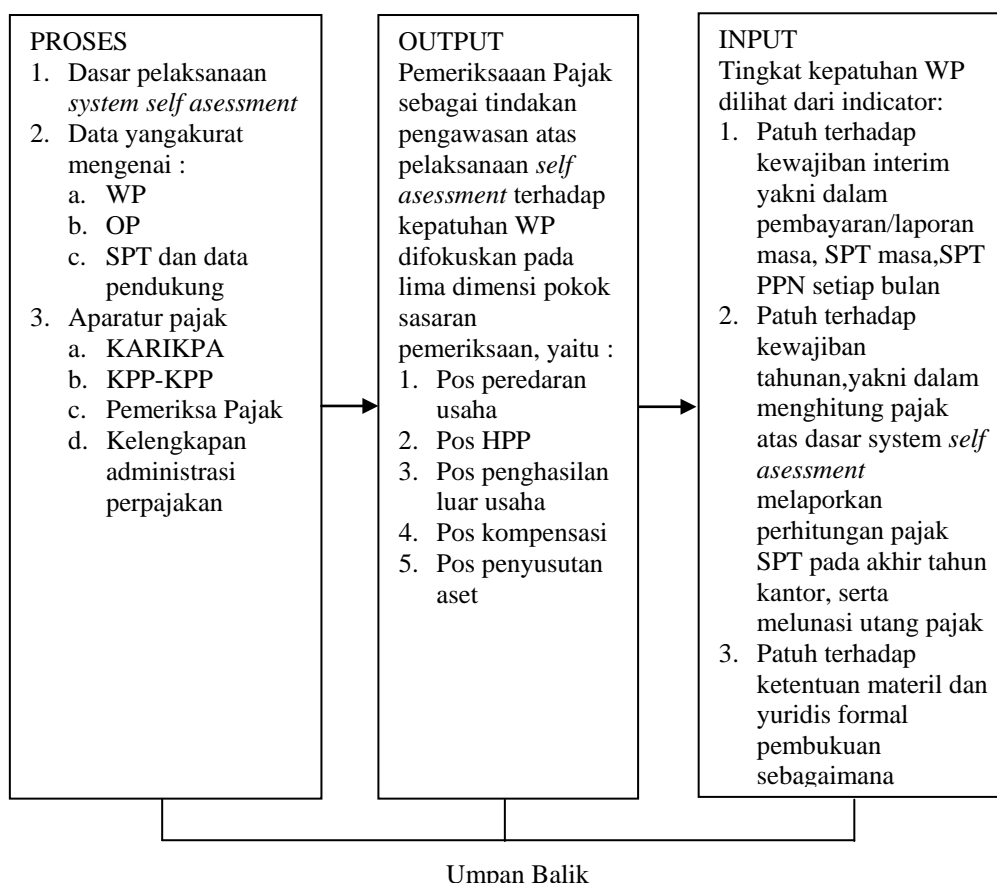 PROSES
1. Dasar pelaksanaan
system self asessment
2. Data yangakurat
mengenai :
a. WP
b. OP
c. SPT dan data
pendukung
3. Aparatur pajak
a. KARIKPA
b. KPP-KPP
c. Pemeriksa Pajak
d. Kelengkapan
administrasi
perpajakan
OUTPUT
Pemeriksaaan Pajak
sebagai tindakan
pengawasan atas
pelaksanaan self
asessment terhadap
kepatuhan WP
difokuskan pada
lima dimensi pokok
sasaran
pemeriksaan, yaitu :
1. Pos peredaran
usaha
2. Pos HPP
3. Pos penghasilan
luar usaha
4. Pos kompensasi
5. Pos penyusutan
aset
INPUT
Tingkat kepatuhan WP
dilihat dari indicator:
1. Patuh terhadap
kewajiban interim
yakni dalam
pembayaran/laporan
masa, SPT masa,SPT
PPN setiap bulan
2. Patuh terhadap
kewajiban
tahunan,yakni dalam
menghitung pajak
atas dasar system self
asessment
melaporkan
perhitungan pajak
SPT pada akhir tahun
kantor, serta
melunasi utang pajak
3. Patuh terhadap
ketentuan materil dan
yuridis formal
pembukuan
sebagaimana
Umpan Balik